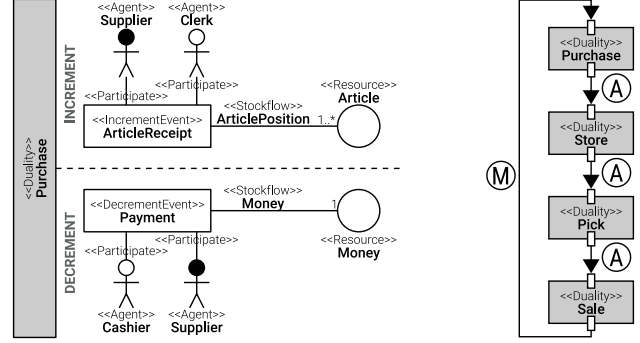 <<Duality>>
Purchase
INCREMENT
<<Agent>>
Supplier
<<Agent>>
Clerk
<<Participate>>
<<Participate>>
<<IncrementEvent>>
ArticleReceipt
<<Stockflow>>
ArticlePosition 1..*
<<Resource>>
Article
DECREMENT
<<DecrementEvent>>
Payment
<<Stockflow>>
Money 1
<<Resource>>
Money
<<Participate>>
<<Participate>>
<<Agent>>
Cashier
<<Agent>>
Supplier
M
<<Duality>>
Purchase
A
<<Duality>>
Store
A
<<Duality>>
Pick
A
<<Duality>>
Sale